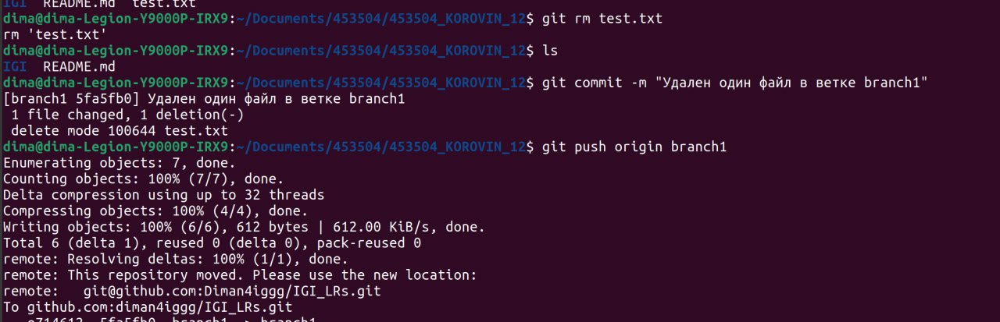 IGI  README.md  test.txt
dima@dima-Legion-Y9000P-IRX9:~/Documents/453504/453504_KOROVIN_12$ git rm test.txt
rm 'test.txt'
dima@dima-Legion-Y9000P-IRX9:~/Documents/453504/453504_KOROVIN_12$ ls
IGI  README.md
dima@dima-Legion-Y9000P-IRX9:~/Documents/453504/453504_KOROVIN_12$ git commit -m "Удален один файл в ветке branch1"
[branch1 5fa5fb0] Удален один файл в ветке branch1
 1 file changed, 1 deletion(-)
 delete mode 100644 test.txt
dima@dima-Legion-Y9000P-IRX9:~/Documents/453504/453504_KOROVIN_12$ git push origin branch1
Enumerating objects: 7, done.
Counting objects: 100% (7/7), done.
Delta compression using up to 32 threads
Compressing objects: 100% (4/4), done.
Writing objects: 100% (6/6), 612 bytes | 612.00 KiB/s, done.
Total 6 (delta 1), reused 0 (delta 0), pack-reused 0
remote: Resolving deltas: 100% (1/1), done.
remote: This repository moved. Please use the new location:
remote:   git@github.com:Diman4iggg/IGI_LRs.git
To github.com:diman4iggg/IGI_LRs.git
   e714613..5fa5fb0  branch1 -> branch1